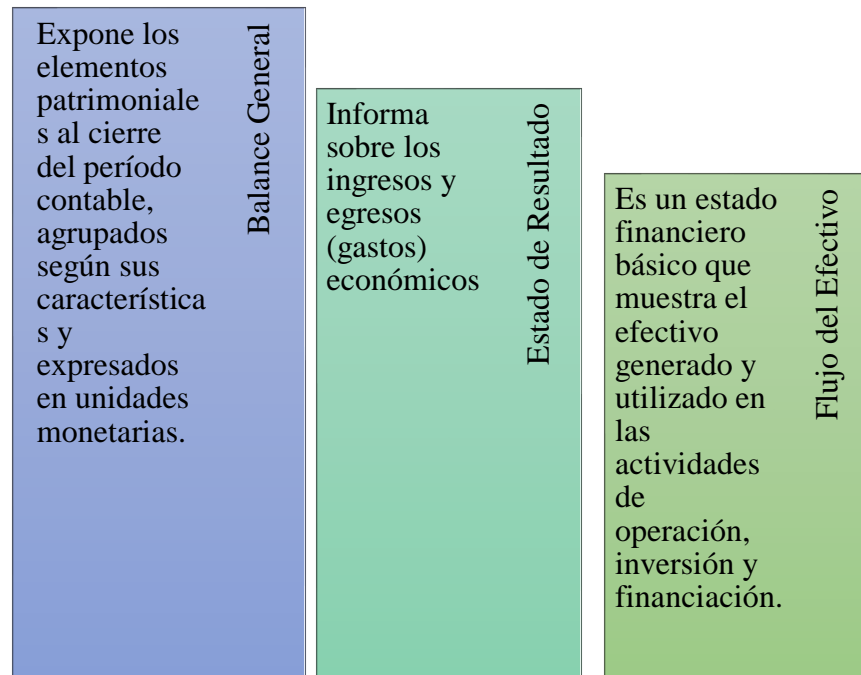 Balance General
Expone los
elementos
patrimoniale
s al cierre
del período
contable,
agrupados
según sus
característica
s y
expresados
en unidades
monetarias.
Estado de Resultado
Informa
sobre los
ingresos y
egresos
(gastos)
económicos
Flujo del Efectivo
Es un estado
financiero
básico que
muestra el
efectivo
generado y
utilizado en
las
actividades
de
operación,
inversión y
financiación.